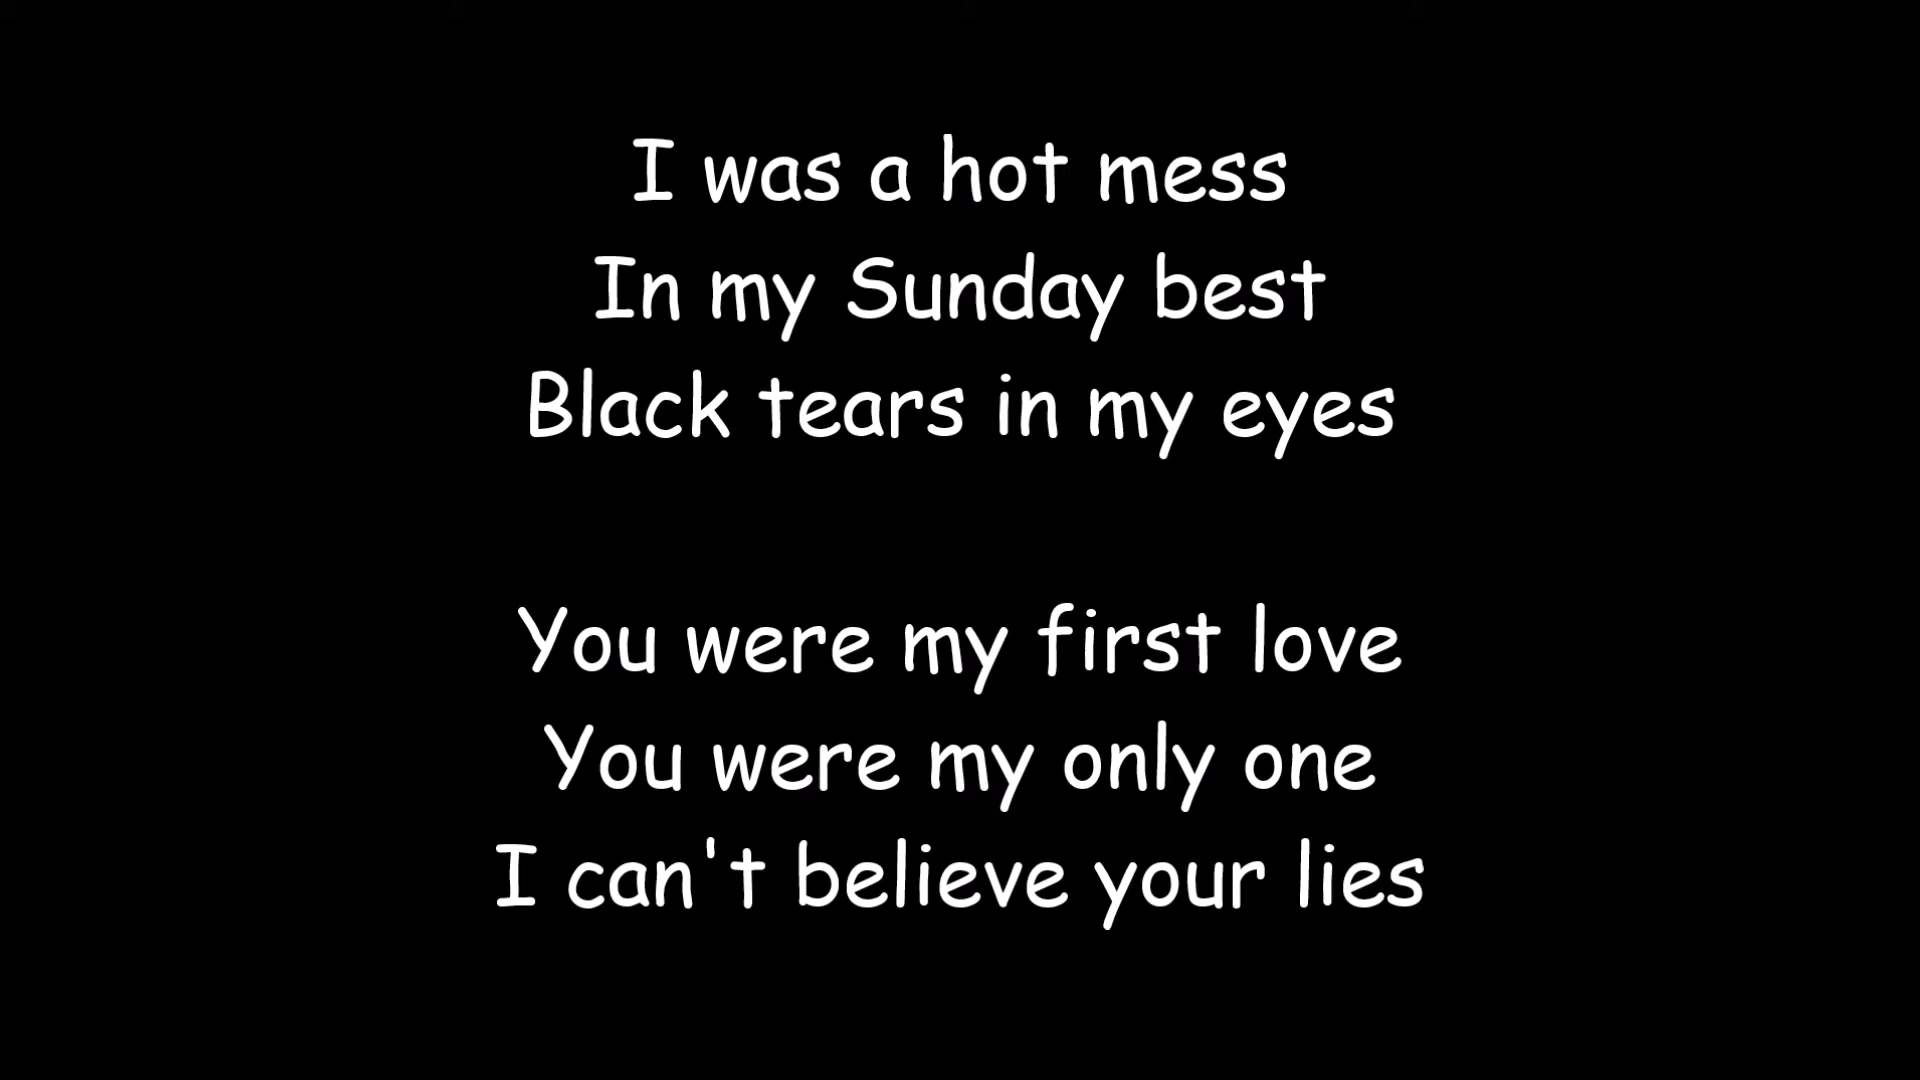 I was a hot mess
In my Sunday best
Black tears in my eyes
You were my first love
You were my only one
I can't believe your lies